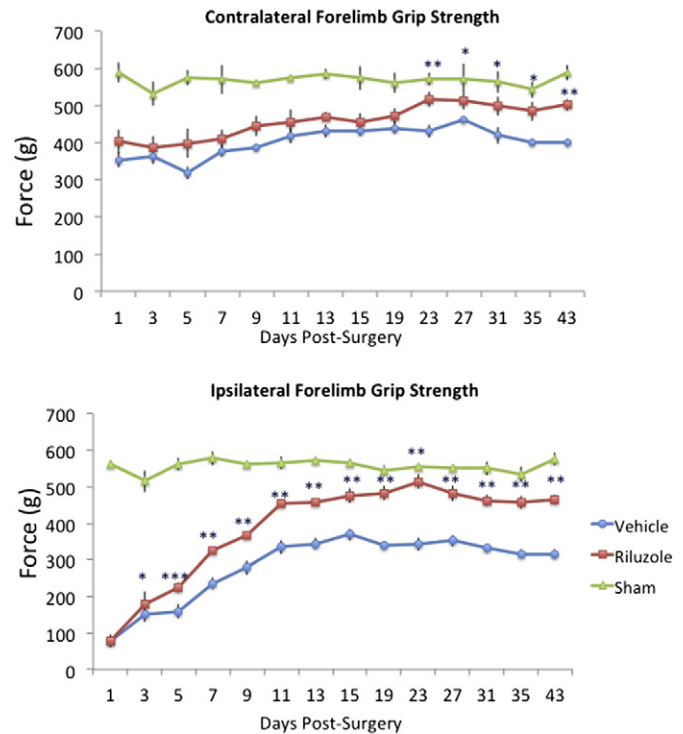 Contralateral Forelimb Grip Strength
700
600
500
400
300
200
100
0
Force (g)
** * * * **
1 3 5 7 9 11 13 15 19 23 27 31 35 43
Days Post-Surgery
Ipsilateral Forelimb Grip Strength
700
600
500
400
300
200
100
0
Force (g)
* *** ** ** ** ** ** ** ** ** ** ** **
1 3 5 7 9 11 13 15 19 23 27 31 35 43
Days Post-Surgery
Vehicle
Riluzole
Sham